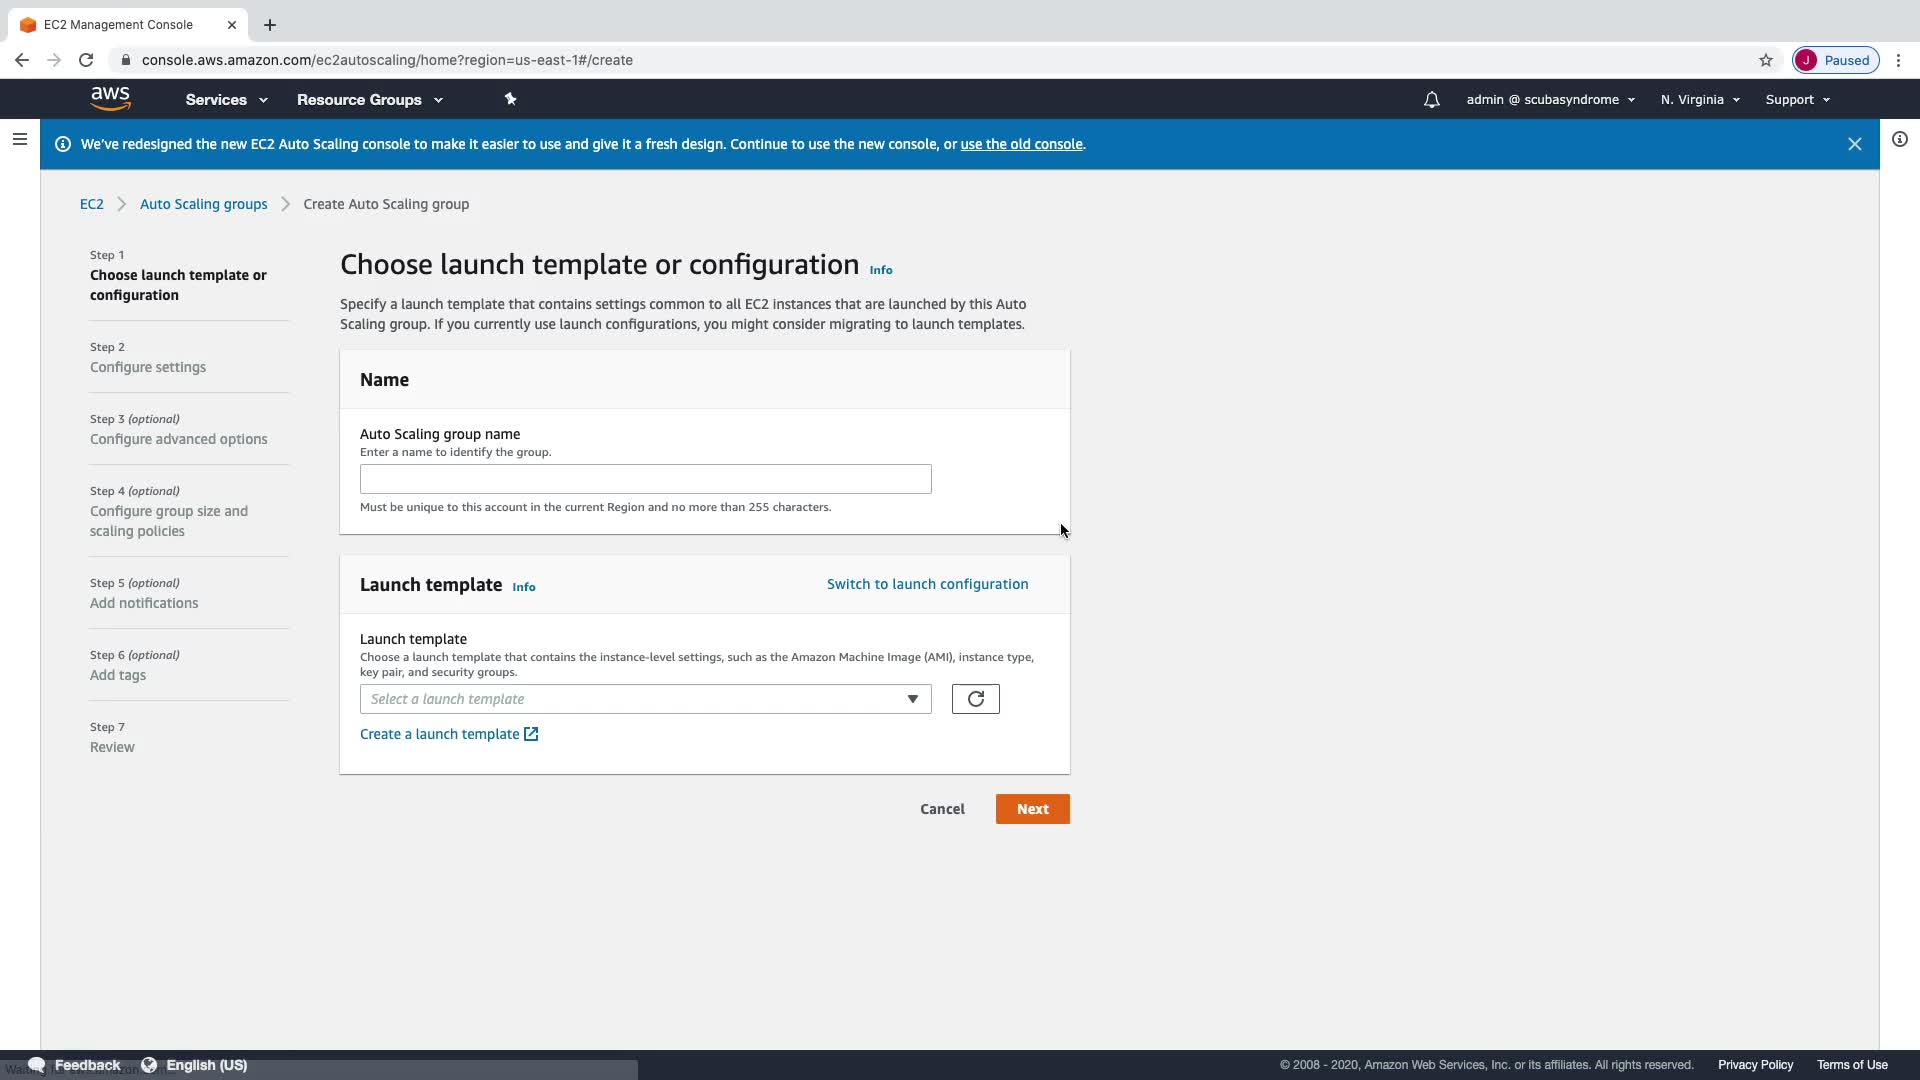 EC2 Management Console
console.aws.amazon.com/ec2autoscaling/home?region=us-east-1#/create
J Paused
aws Services Resource Groups admin @ scubasyndrome N. Virginia Support
We've redesigned the new EC2 Auto Scaling console to make it easier to use and give it a fresh design. Continue to use the new console, or use the old console.
EC2 Auto Scaling groups Create Auto Scaling group
Step 1
Choose launch template or
configuration
Step 2
Configure settings
Step 3 (optional)
Configure advanced options
Step 4 (optional)
Configure group size and
scaling policies
Step 5 (optional)
Add notifications
Step 6 (optional)
Add tags
Step 7
Review
Choose launch template or configuration Info
Specify a launch template that contains settings common to all EC2 instances that are launched by this Auto
Scaling group. If you currently use launch configurations, you might consider migrating to launch templates.
Name
Auto Scaling group name
Enter a name to identify the group.
Must be unique to this account in the current Region and no more than 255 characters.
Launch template Info Switch to launch configuration
Launch template
Choose a launch template that contains the instance-level settings, such as the Amazon Machine Image (AMI), instance type,
key pair, and security groups.
Select a launch template
Create a launch template
Cancel Next
Feedback English (US) © 2008 - 2020, Amazon Web Services, Inc. or its affiliates. All rights reserved. Privacy Policy Terms of Use